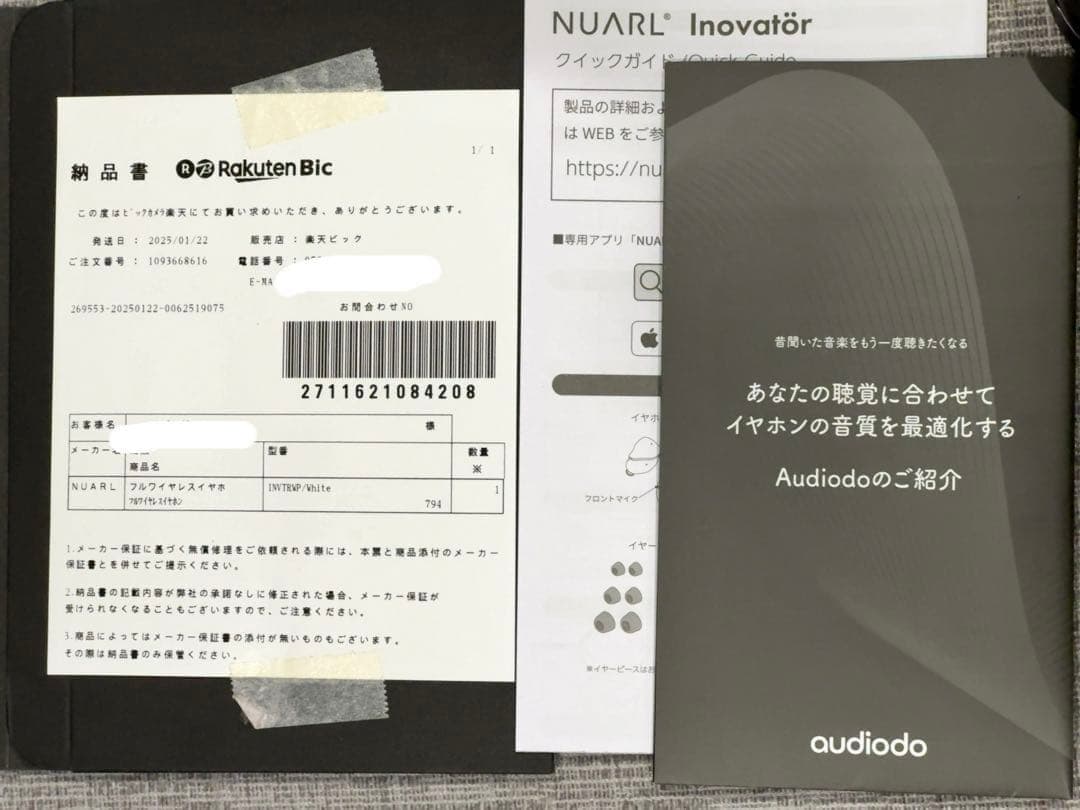 納品書 Rakuten Bic
1/ 1
この度はﾋﾞｯｸｶﾒﾗ楽天にてお買い求めいただき、ありがとうございます。
発送日 : 2025/01/22 販売店 : 楽天ビック
ご注文番号 : 1093668616 電話番号 :
E-MA
269553-20250122-0062519075
お問合わせNO
2711621084208
お客様名 様
メーカー名 型番 数量
商品名 ※
NUARL フルワイヤレスイヤホ INVTRWP/White 1
ﾌﾙﾜｲﾔﾚｽｲﾔﾎﾝ 794
1.メーカー保証に基づく無償修理をご依頼される際には、本票と商品添付のメーカー
保証書とを併せてご提示ください。
2.納品書の記載内容が弊社の承諾なしに修正された場合、メーカー保証が
受けられなくなることもございますので、ご注意ください。
3.商品によってはメーカー保証書の添付が無いものもございます。
その際は納品書のみ保管ください。
NUARL® Inovatör
クイックガイド/Quick Guide
製品の詳細およ
は WEB をご参
https://nu
■専用アプリ「NUA
イヤホ
フロントマイク
イヤー
※イヤーピースはお
昔聞いた音楽をもう一度聴きたくなる
あなたの聴覚に合わせて
イヤホンの音質を最適化する
Audiodoのご紹介
audiodo